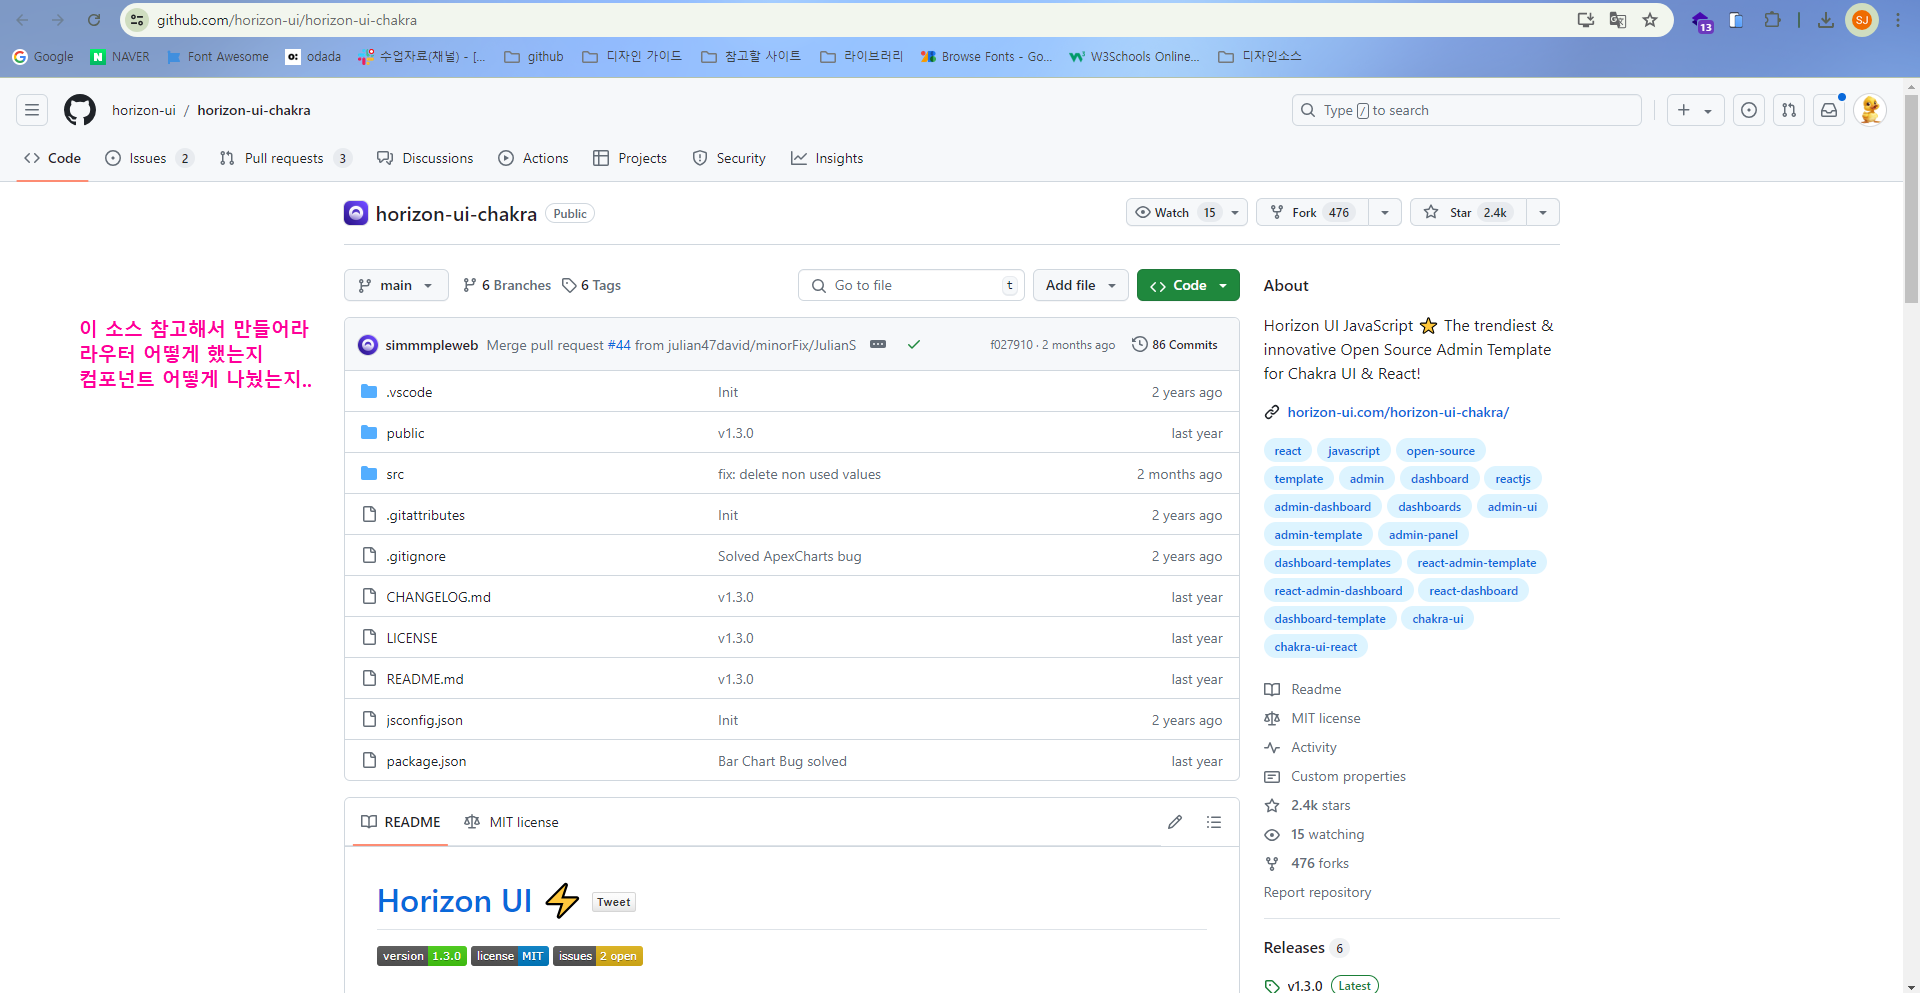 github.com/horizon-ui/horizon-ui-chakra
13
SJ
Google
NAVER
Font Awesome
odada
수업자료(채널) - [...
github
디자인 가이드
참고할 사이트
라이브러리
Browse Fonts - Go...
W3Schools Online...
디자인소스
horizon-ui / horizon-ui-chakra
Type / to search
Code
Issues 2
Pull requests 3
Discussions
Actions
Projects
Security
Insights
horizon-ui-chakra Public
Watch 15
Fork 476
Star 2.4k
main
6 Branches
6 Tags
Go to file t
Add file
Code
이 소스 참고해서 만들어라
라우터 어떻게 했는지
컴포넌트 어떻게 나눴는지..
simmmpleweb Merge pull request #44 from julian47david/minorFix/JulianS
f027910 · 2 months ago
86 Commits
.vscode Init 2 years ago
public v1.3.0 last year
src fix: delete non used values 2 months ago
.gitattributes Init 2 years ago
.gitignore Solved ApexCharts bug 2 years ago
CHANGELOG.md v1.3.0 last year
LICENSE v1.3.0 last year
README.md v1.3.0 last year
jsconfig.json Init 2 years ago
package.json Bar Chart Bug solved last year
README
MIT license
Horizon UI
Tweet
version 1.3.0
license MIT
issues 2 open
About
Horizon UI JavaScript The trendiest &
innovative Open Source Admin Template
for Chakra UI & React!
horizon-ui.com/horizon-ui-chakra/
react javascript open-source
template admin dashboard reactjs
admin-dashboard dashboards admin-ui
admin-template admin-panel
dashboard-templates react-admin-template
react-admin-dashboard react-dashboard
dashboard-template chakra-ui
chakra-ui-react
Readme
MIT license
Activity
Custom properties
2.4k stars
15 watching
476 forks
Report repository
Releases 6
v1.3.0 Latest